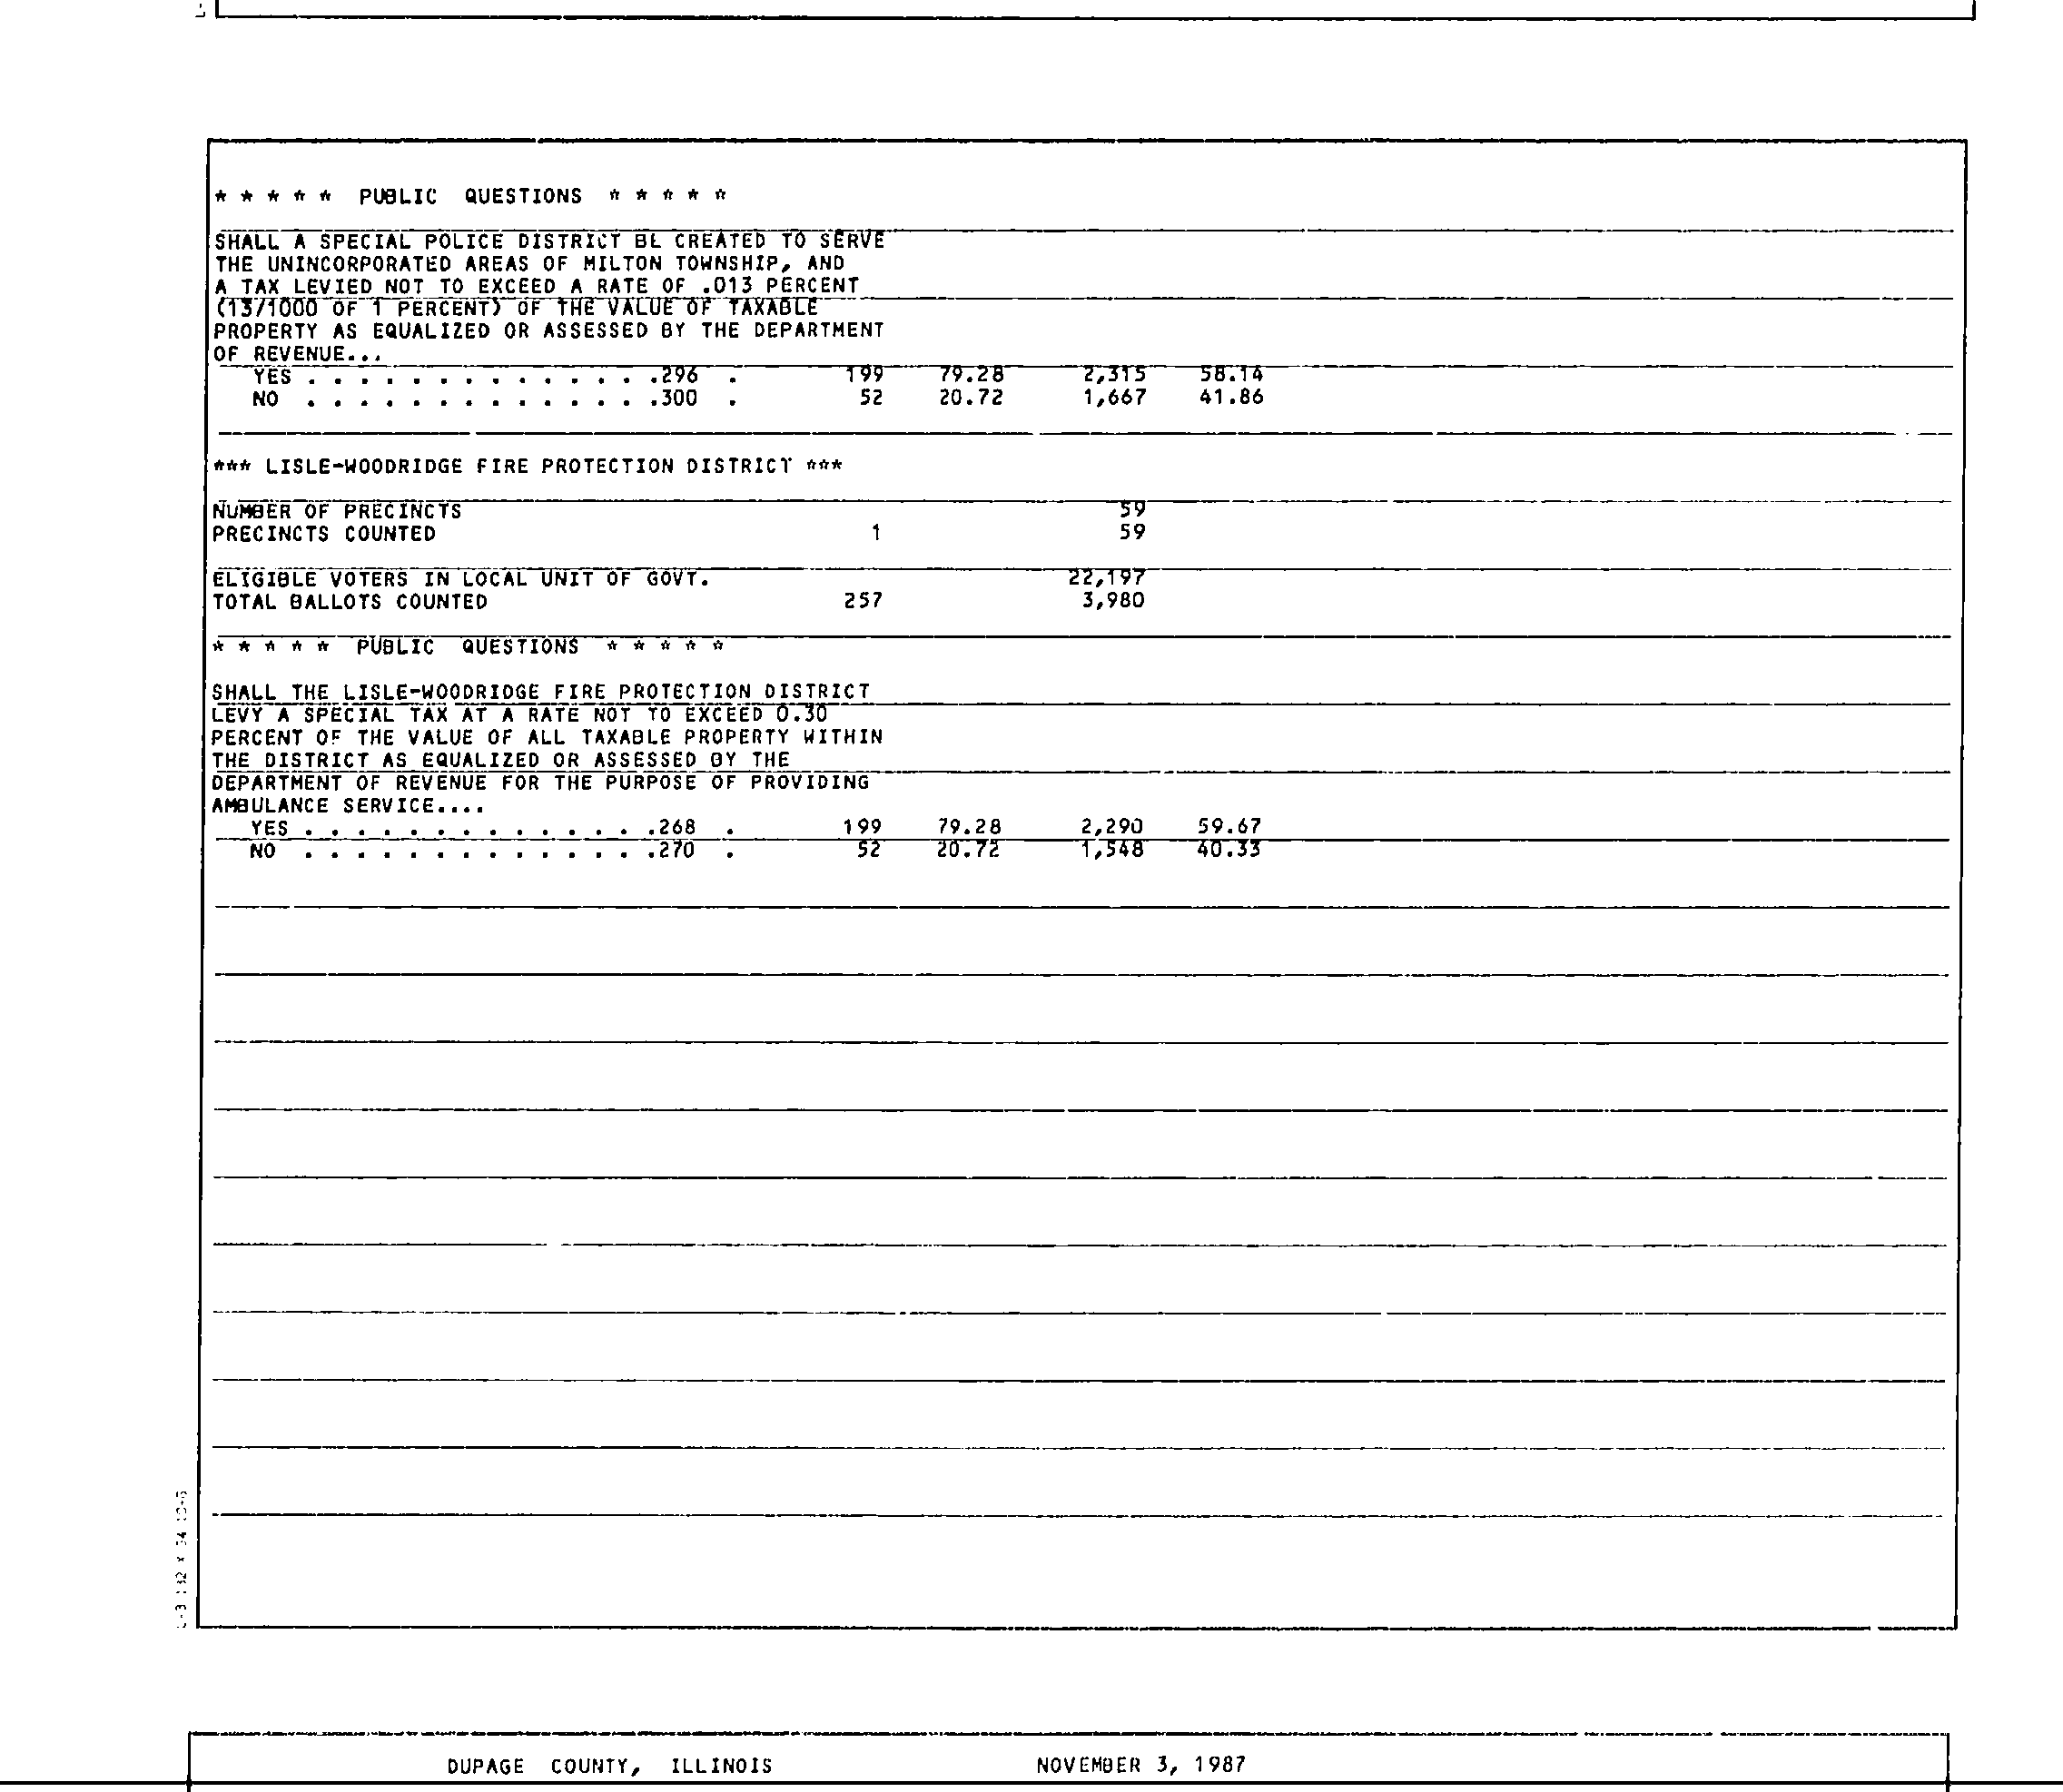 * * * * * PUBLIC QUESTIONS * * * * *
SHALL A SPECIAL POLICE DISTRICT BE CREATED TO SERVE
THE UNINCORPORATED AREAS OF MILTON TOWNSHIP, AND
A TAX LEVIED NOT TO EXCEED A RATE OF .013 PERCENT
(13/1000 OF 1 PERCENT) OF THE VALUE OF TAXABLE
PROPERTY AS EQUALIZED OR ASSESSED BY THE DEPARTMENT
OF REVENUE...
YES . . . . . . . . . . . . . .296 . 199 79.28 2,315 58.14
NO . . . . . . . . . . . . . .300 . 52 20.72 1,667 41.86
*** LISLE-WOODRIDGE FIRE PROTECTION DISTRICT ***
NUMBER OF PRECINCTS 59
PRECINCTS COUNTED 1 59
ELIGIBLE VOTERS IN LOCAL UNIT OF GOVT. 22,197
TOTAL BALLOTS COUNTED 257 3,980
* * * * * PUBLIC QUESTIONS * * * * *
SHALL THE LISLE-WOODRIDGE FIRE PROTECTION DISTRICT
LEVY A SPECIAL TAX AT A RATE NOT TO EXCEED 0.30
PERCENT OF THE VALUE OF ALL TAXABLE PROPERTY WITHIN
THE DISTRICT AS EQUALIZED OR ASSESSED BY THE
DEPARTMENT OF REVENUE FOR THE PURPOSE OF PROVIDING
AMBULANCE SERVICE....
YES . . . . . . . . . . . . . .268 . 199 79.28 2,290 59.67
NO . . . . . . . . . . . . . .270 . 52 20.72 1,548 40.33
DUPAGE COUNTY, ILLINOIS NOVEMBER 3, 1987